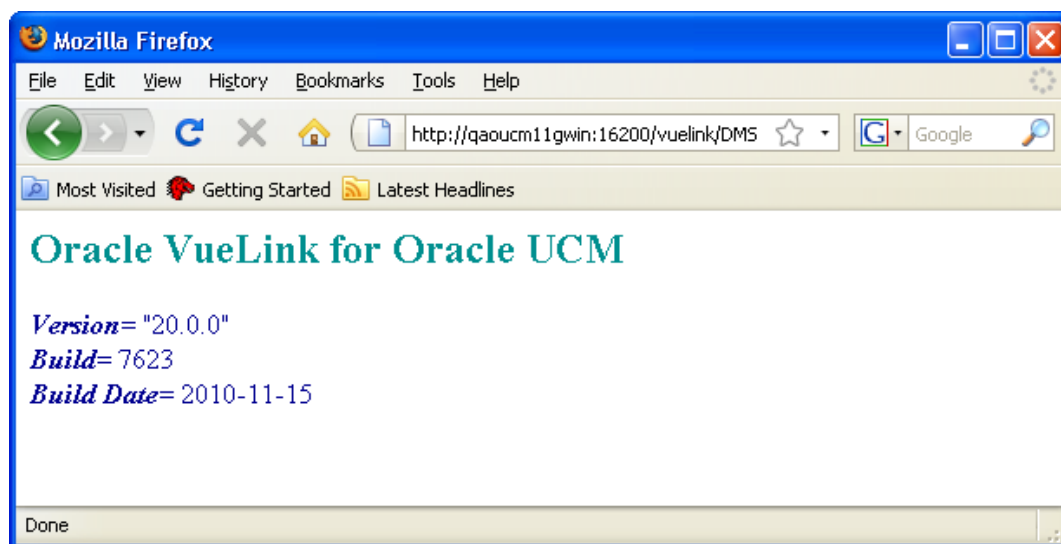 Mozilla Firefox
File Edit View History Bookmarks Tools Help
http://qaoucm11gwin:16200/vuelink/DMS G Google
Most Visited Getting Started Latest Headlines
Oracle VueLink for Oracle UCM
Version= "20.0.0"
Build= 7623
Build Date= 2010-11-15
Done